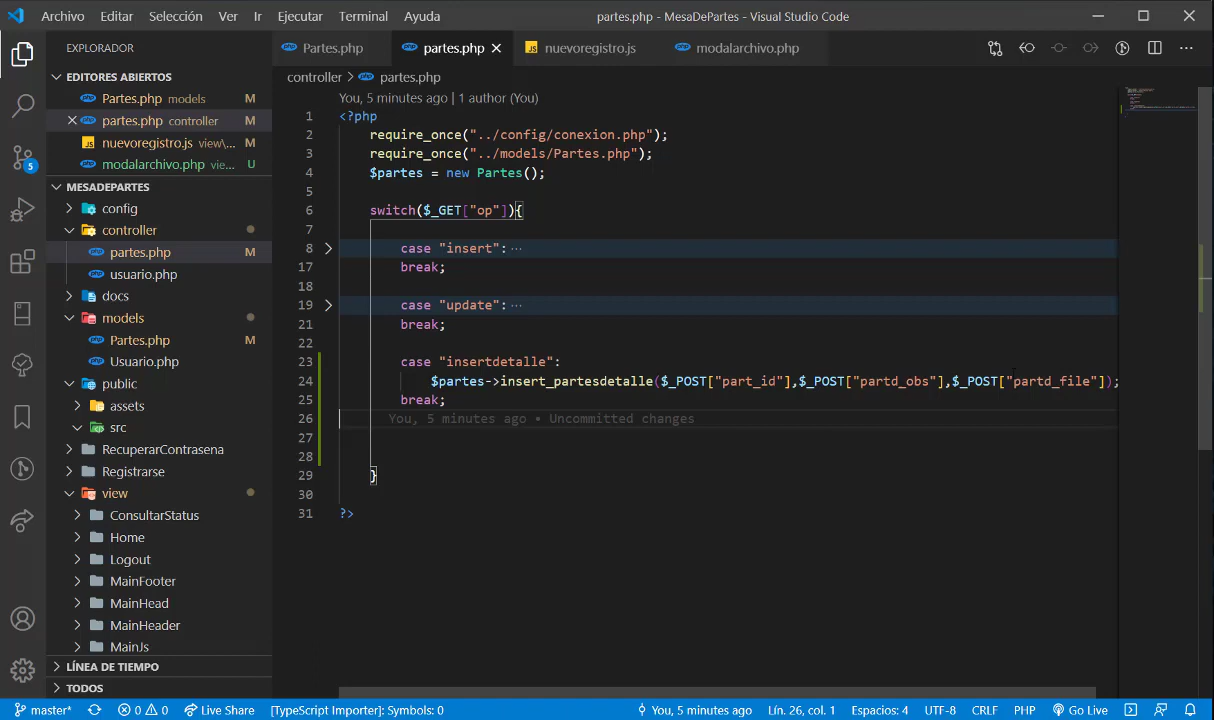 Archivo Editar Selección Ver Ir Ejecutar Terminal Ayuda partes.php - MesaDePartes - Visual Studio Code
EXPLORADOR
EDITORES ABIERTOS
Partes.php models M
partes.php controller M
nuevoregistro.js view\... M
modalarchivo.php vie... U
MESADEPARTES
config
controller
partes.php M
usuario.php
docs
models
Partes.php M
Usuario.php
public
assets
src
RecuperarContrasena
Registrarse
view
ConsultarStatus
Home
Logout
MainFooter
MainHead
MainHeader
MainJs
LÍNEA DE TIEMPO
TODOS
5
Partes.php partes.php nuevoregistro.js modalarchivo.php
controller > partes.php
You, 5 minutes ago | 1 author (You)
1 <?php
2 require_once("../config/conexion.php");
3 require_once("../models/Partes.php");
4 $partes = new Partes();
5
6 switch($_GET["op"]){
7
8 case "insert": ...
17 break;
18
19 case "update": ...
21 break;
22
23 case "insertdetalle":
24 $partes->insert_partesdetalle($_POST["part_id"],$_POST["partd_obs"],$_POST["partd_file"]);
25 break;
26 You, 5 minutes ago • Uncommitted changes
27
28
29 }
30
31 ?>
master* 0 0 Live Share [TypeScript Importer]: Symbols: 0 You, 5 minutes ago Lín. 26, col. 1 Espacios: 4 UTF-8 CRLF PHP Go Live